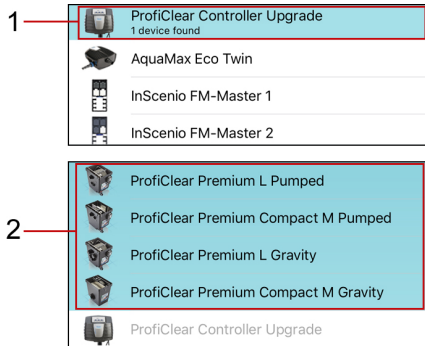 1
ProfiClear Controller Upgrade
1 device found
AquaMax Eco Twin
InScenio FM-Master 1
InScenio FM-Master 2
2
ProfiClear Premium L Pumped
ProfiClear Premium Compact M Pumped
ProfiClear Premium L Gravity
ProfiClear Premium Compact M Gravity
ProfiClear Controller Upgrade